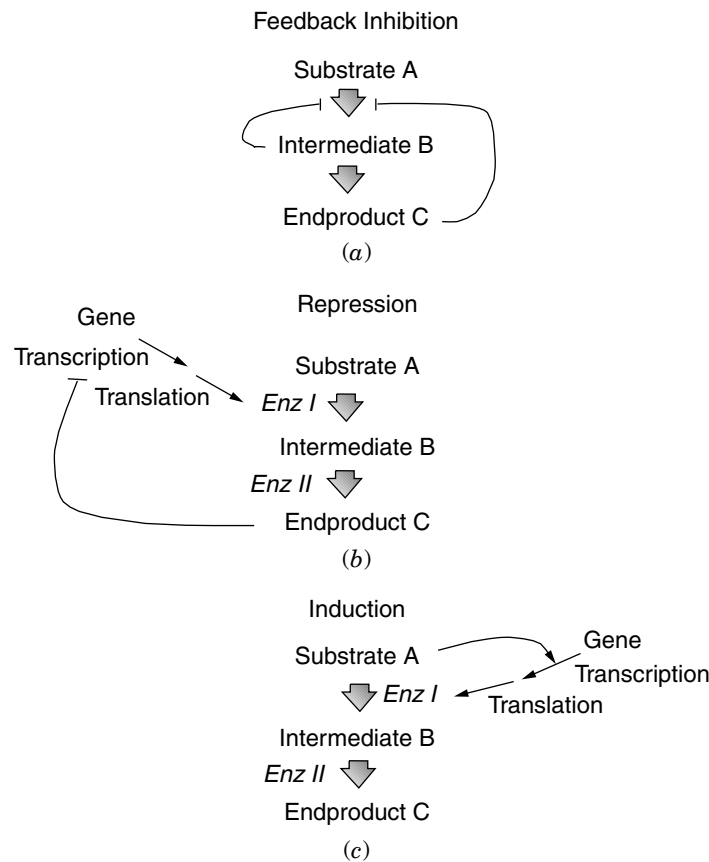 Feedback Inhibition
Substrate A
Intermediate B
Endproduct C
(a)
Repression
Gene
Transcription
Translation
Substrate A
Enz I
Intermediate B
Enz II
Endproduct C
(b)
Induction
Substrate A
Gene
Transcription
Enz I
Translation
Intermediate B
Enz II
Endproduct C
(c)